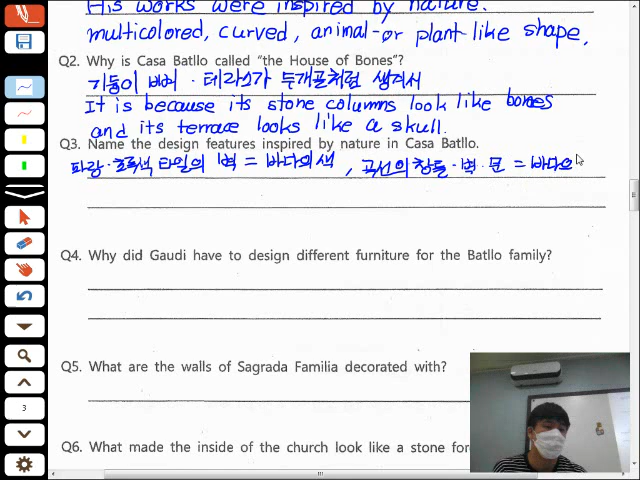 His works were inspired by nature.
multicolored, curved, animal-or plant like shape,
Q2. Why is Casa Batllo called “the House of Bones”?
기둥이 뼈 · 테라스가 두개골처럼 생겨서
It is because its stone columns look like bones
and its terrace looks like a skull.
Q3. Name the design features inspired by nature in Casa Batllo.
파랑 · 초록색 타일의 벽 = 바다의 색, 곡선의 창틀 · 벽 · 문 = 바다
Q4. Why did Gaudi have to design different furniture for the Batllo family?
Q5. What are the walls of Sagrada Familia decorated with?
Q6. What made the inside of the church look like a stone
3